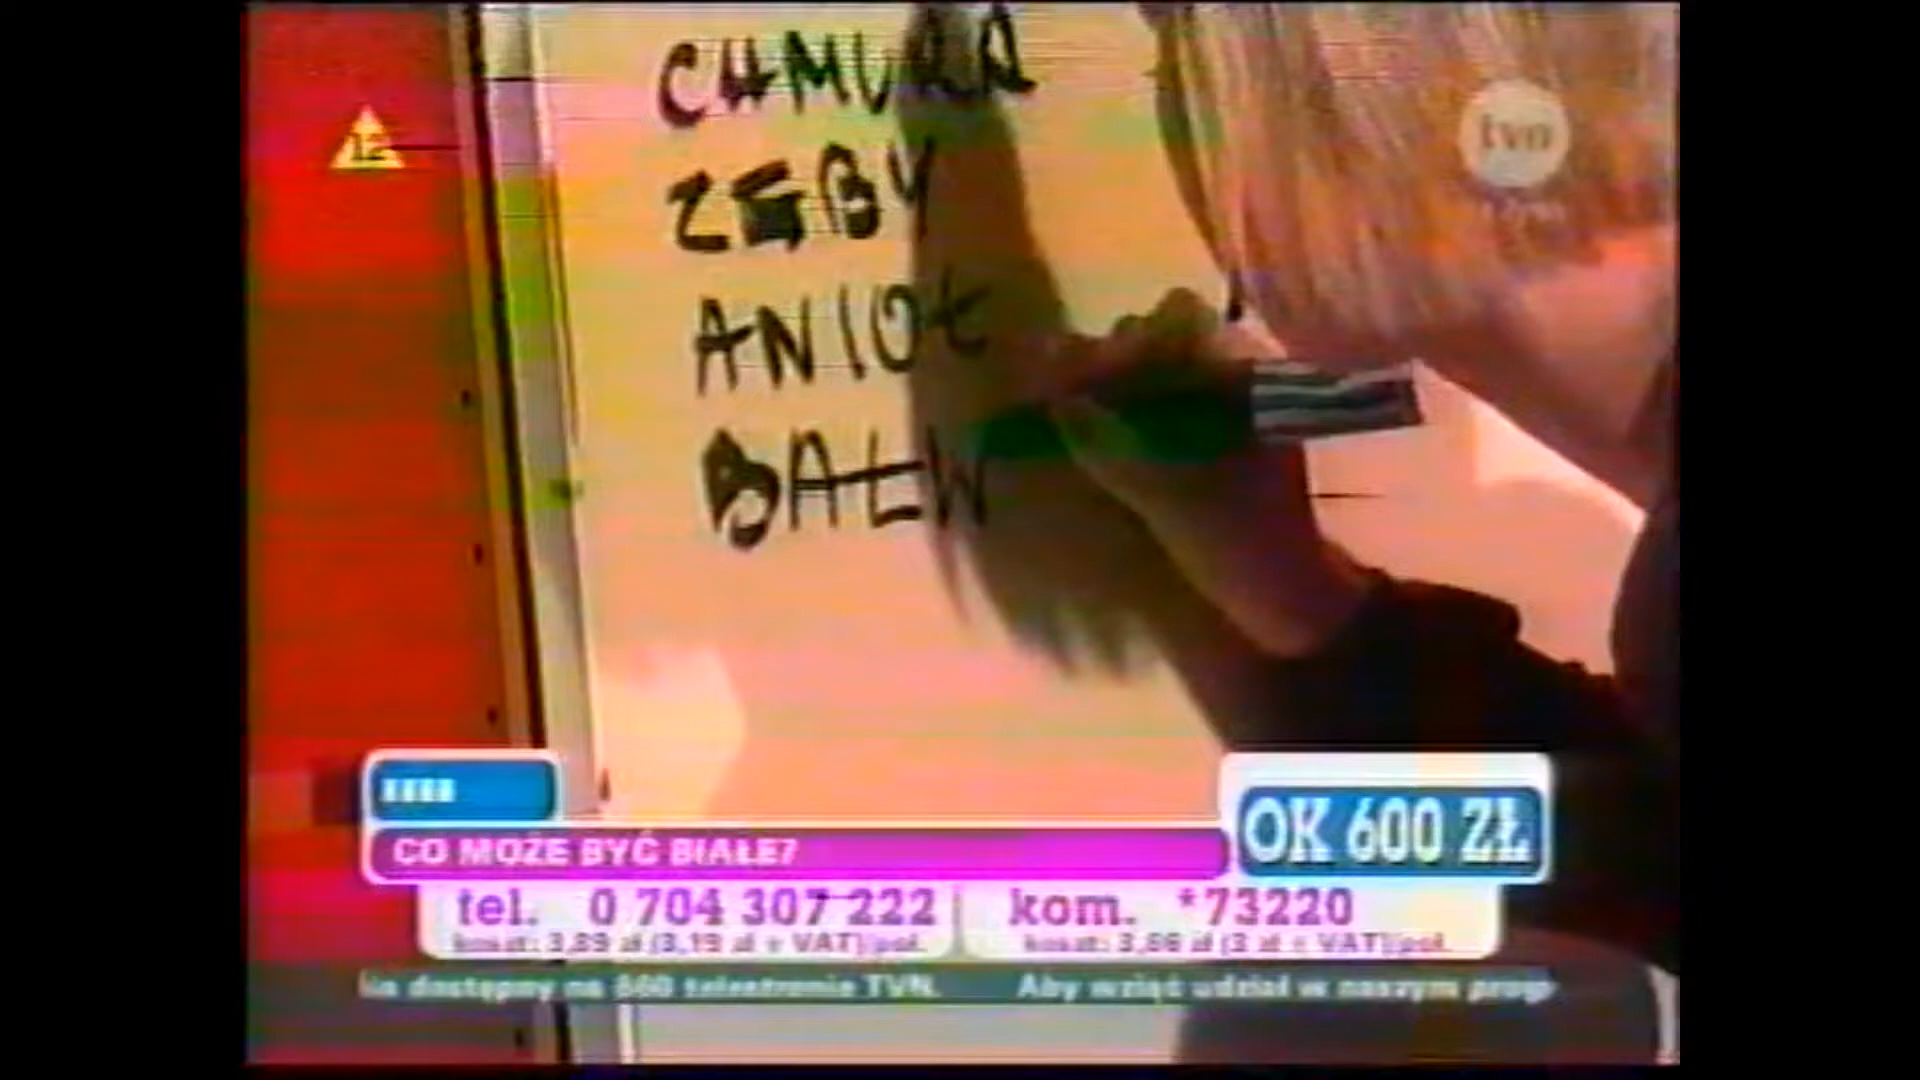 CHMURA
12
tvn
ZĘBY
ANIOŁ
BAŁW
OK 600 ZŁ
CO MOŻE BYĆ BIAŁE?
tel. 0 704 307 222 kom. *73220
koszt: 3,89 zł (3,19 zł + VAT)/poł. koszt: 3,66 zł (3 zł + VAT)/poł.
dostępny na 860 telestronie TVN. Aby wziąć udział w naszym prog